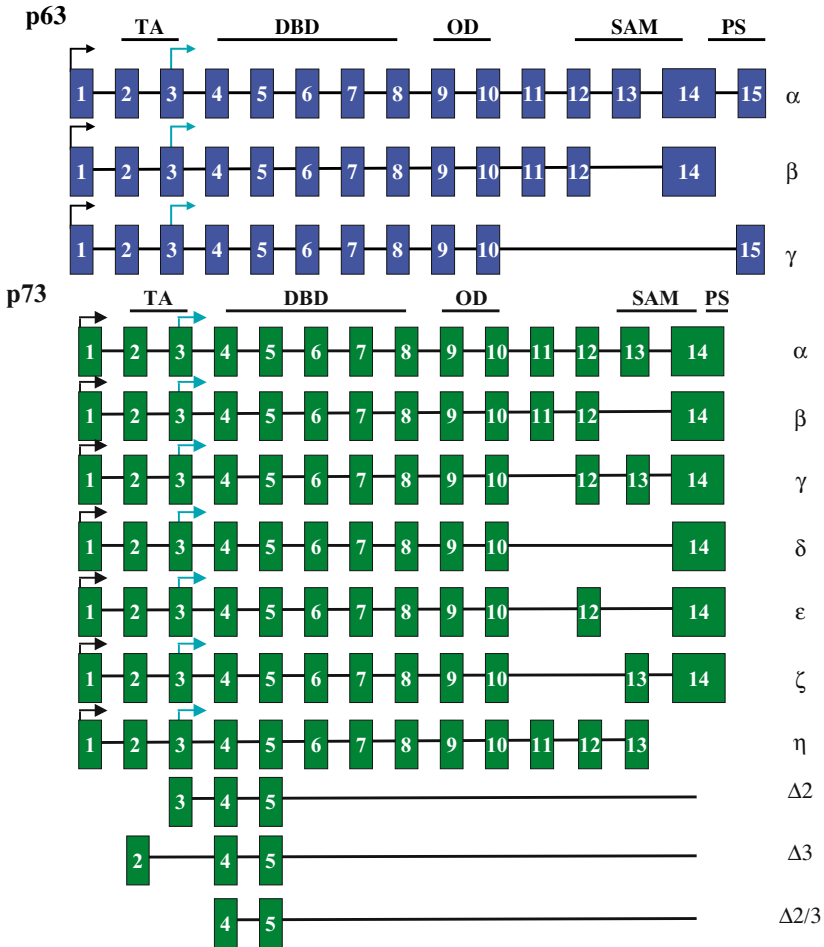 p63
TA DBD OD SAM PS
1 2 3 4 5 6 7 8 9 10 11 12 13 14 15 α
1 2 3 4 5 6 7 8 9 10 11 12 14 β
1 2 3 4 5 6 7 8 9 10 15 γ
p73
TA DBD OD SAM PS
1 2 3 4 5 6 7 8 9 10 11 12 13 14 α
1 2 3 4 5 6 7 8 9 10 11 12 14 β
1 2 3 4 5 6 7 8 9 10 12 13 14 γ
1 2 3 4 5 6 7 8 9 10 14 δ
1 2 3 4 5 6 7 8 9 10 12 14 ε
1 2 3 4 5 6 7 8 9 10 13 14 ζ
1 2 3 4 5 6 7 8 9 10 11 12 13 η
3 4 5 Δ2
2 4 5 Δ3
4 5 Δ2/3